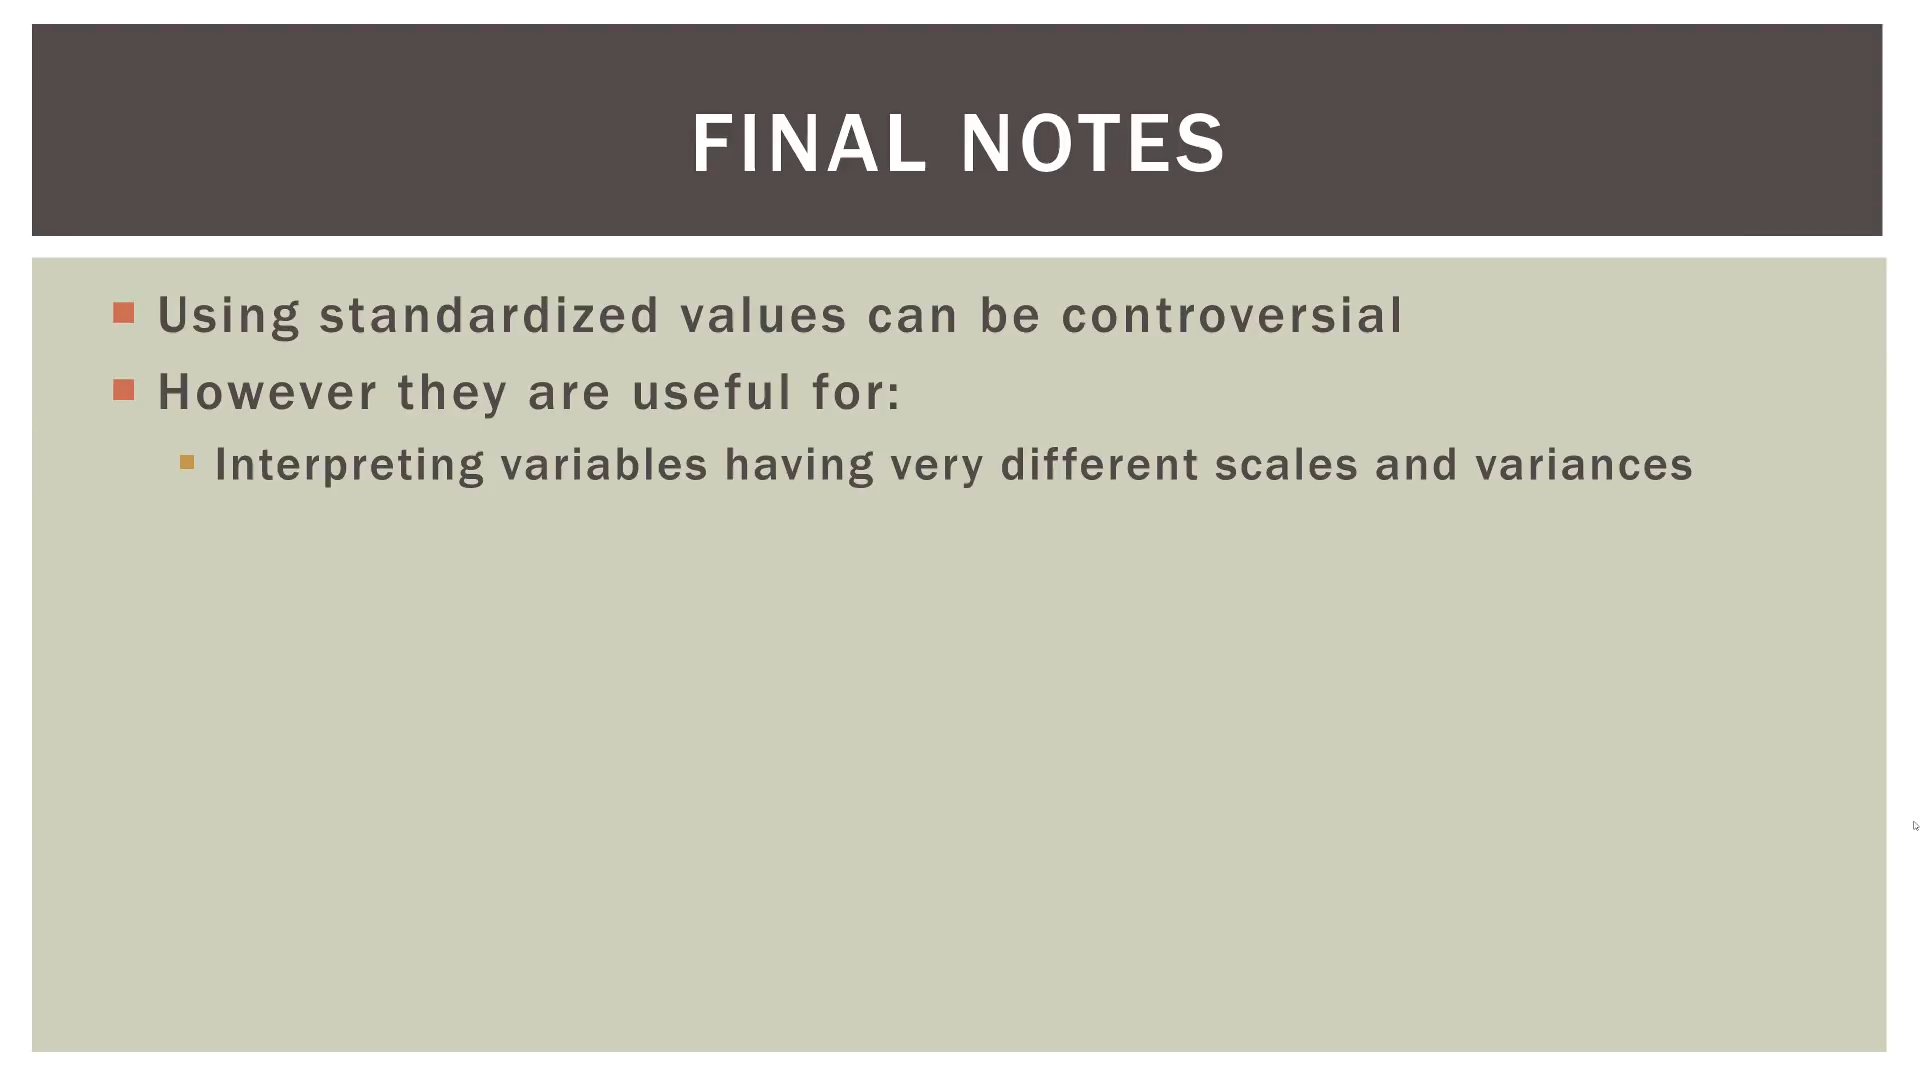 FINAL NOTES
Using standardized values can be controversial
However they are useful for:
Interpreting variables having very different scales and variances